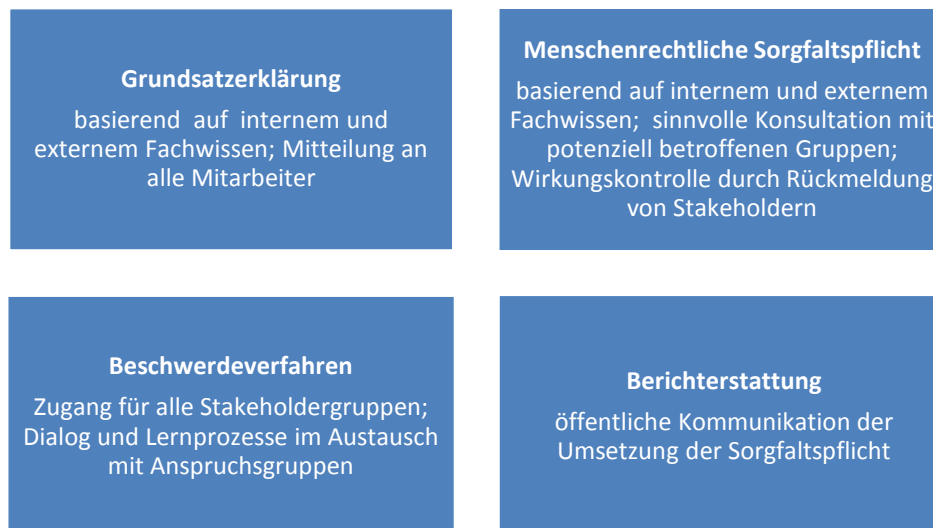 Grundsatzerklärung
basierend auf internem und
externem Fachwissen; Mitteilung an
alle Mitarbeiter
Menschenrechtliche Sorgfaltspflicht
basierend auf internem und externem
Fachwissen; sinnvolle Konsultation mit
potenziell betroffenen Gruppen;
Wirkungskontrolle durch Rückmeldung
von Stakeholdern
Beschwerdeverfahren
Zugang für alle Stakeholdergruppen;
Dialog und Lernprozesse im Austausch
mit Anspruchsgruppen
Berichterstattung
öffentliche Kommunikation der
Umsetzung der Sorgfaltspflicht